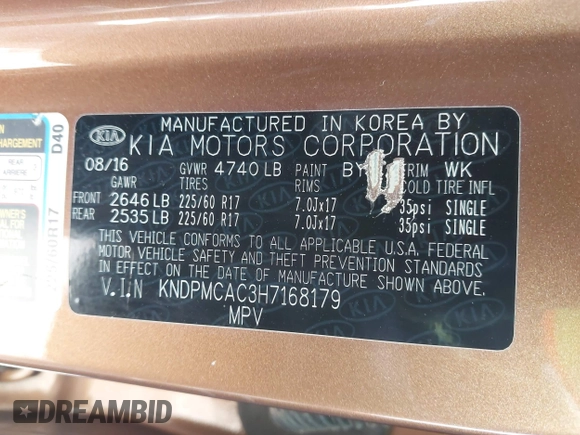 MANUFACTURED IN KOREA BY
KIA KIA MOTORS CORPORATION
08/16 GVWR 4740 LB PAINT BY TRIM WK
GAWR TIRES RIMS COLD TIRE INFL
FRONT 2646 LB 225/60 R17 7.0Jx17 35psi SINGLE
REAR 2535 LB 225/60 R17 7.0Jx17 35psi SINGLE
THIS VEHICLE CONFORMS TO ALL APPLICABLE U.S.A. FEDERAL
MOTOR VEHICLE SAFETY AND THEFT PREVENTION STANDARDS
IN EFFECT ON THE DATE OF MANUFACTURE SHOWN ABOVE.
V.I.N KNDPMCAC3H7168179
MPV
D40
REAR
DREAMBID